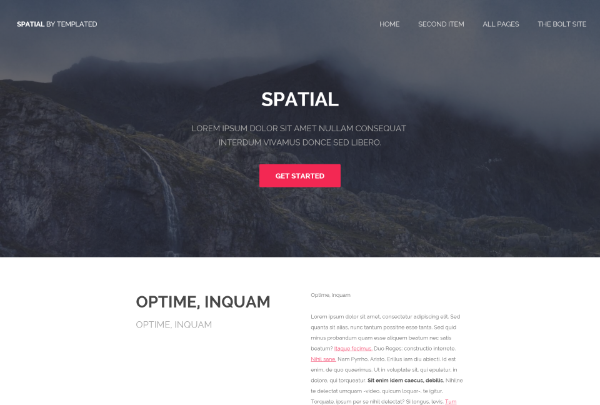 SPATIAL BY TEMPLATED
HOME SECOND ITEM ALL PAGES THE BOLT SITE
SPATIAL
LOREM IPSUM DOLOR SIT AMET NULLAM CONSEQUAT
INTERDUM VIVAMUS DONCE SED LIBERO.
GET STARTED
OPTIME, INQUAM
OPTIME, INQUAM
Optime, inquam.
Lorem ipsum dolor sit amet, consectetur adipiscing elit. Sed
quanta sit alias, nunc tantum possitne esse tanta. Sed quid
minus probandum quam esse aliquem beatum nec satis
beatum? Itaque fecimus; Duo Reges: constructio interrete.
Nihil sane. Nam Pyrrho, Aristo, Erillus iam diu abiecti. Id est
enim, de quo quaerimus. Ut in voluptate sit, qui epuletur, in
dolore, qui torqueatur. Sit enim idem caecus, debilis. Nihilne
te delectat umquam -video, quicum loquar-, te igitur,
Torquate, ipsum per se nihil delectat? Si longus, levis; Tum